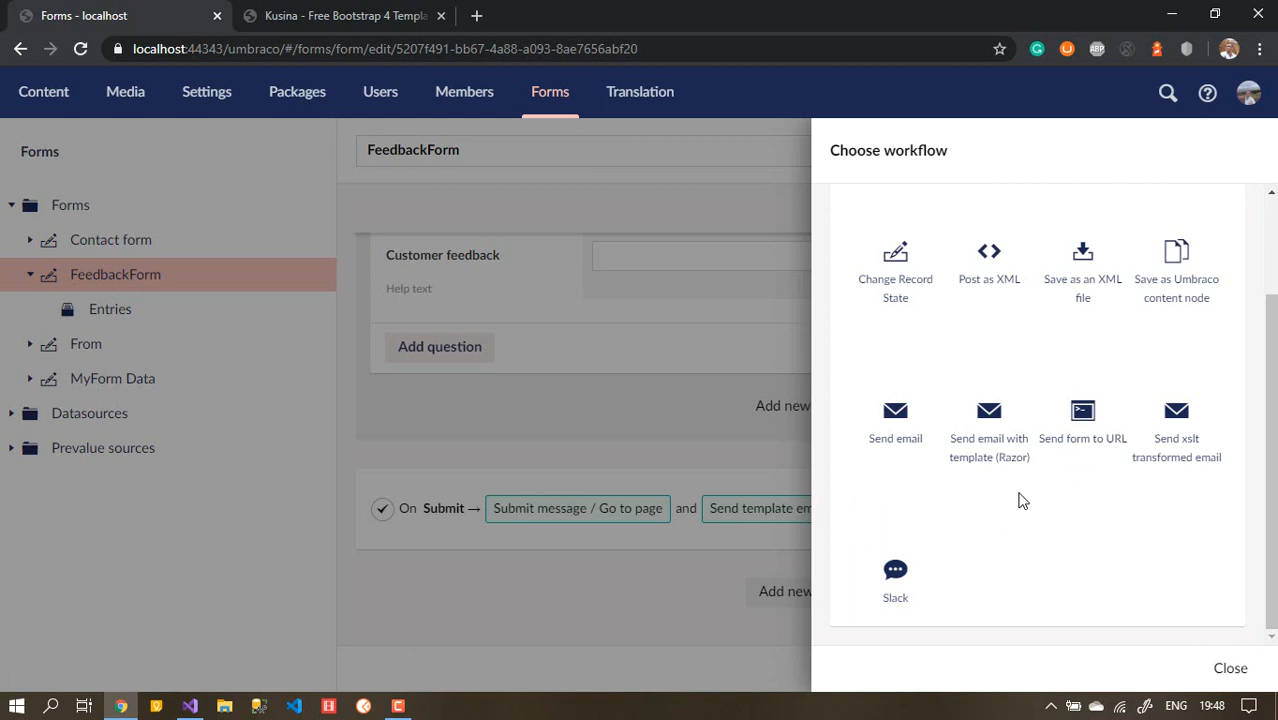 Forms - localhost
Kusina - Free Bootstrap 4 Templa
localhost:44343/umbraco/#/forms/form/edit/5207f491-bb67-4a88-a093-8ae7656abf20
ABP
Content Media Settings Packages Users Members Forms Translation
Forms
FeedbackForm
Choose workflow
Forms
Contact form
FeedbackForm
Entries
From
MyForm Data
Datasources
Prevalue sources
Customer feedback
Help text
Add question
Add new
On Submit → Submit message / Go to page and Send template em
Add new
Change Record
State
Post as XML
Save as an XML
file
Save as Umbraco
content node
Send email
Send email with
template (Razor)
Send form to URL
Send xslt
transformed email
Slack
Close
ENG 19:48